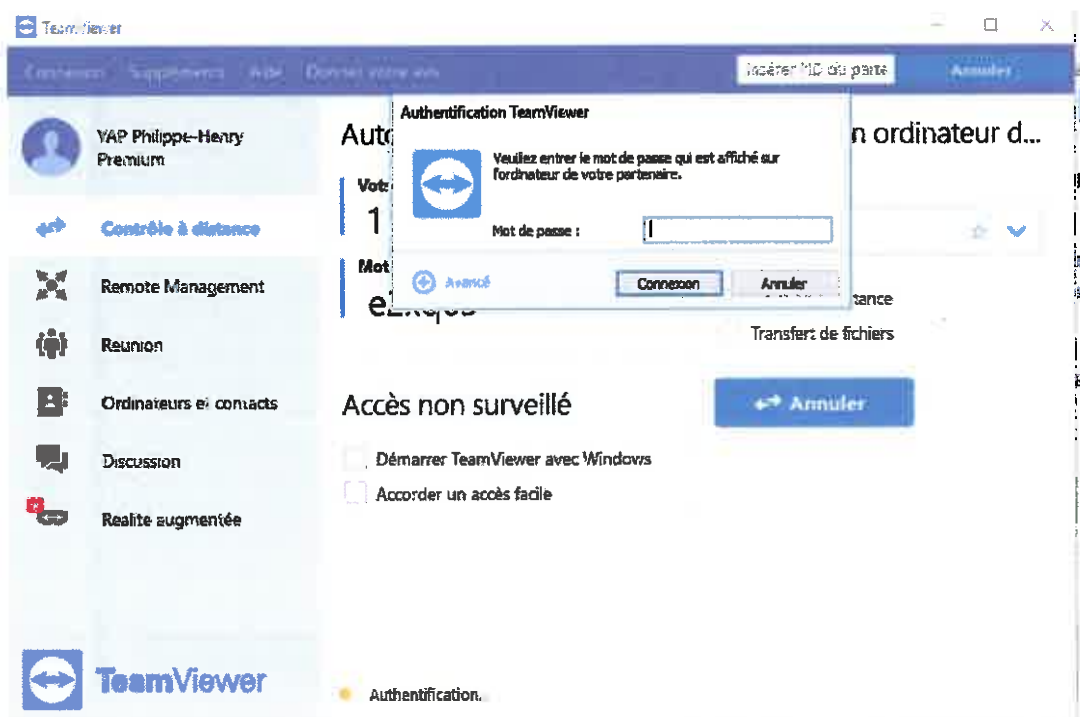 TeamViewer
Connexion Suppléments Aide Donner votre avis
Insérer l'ID du parte
Annuler
YAP Philippe-Henry
Premium
Contrôle à distance
Remote Management
Réunion
Ordinateurs et contacts
Discussion
Réalité augmentée
TeamViewer
Auto
n ordinateur d...
Authentification TeamViewer
Veuillez entrer le mot de passe qui est affiché sur
l'ordinateur de votre partenaire.
Mot de passe :
Avancé
Connexion
Annuler
Vot
1
Mot
tance
Transfert de fichiers
Annuler
Accès non surveillé
Démarrer TeamViewer avec Windows
Accorder un accès facile
Authentification.